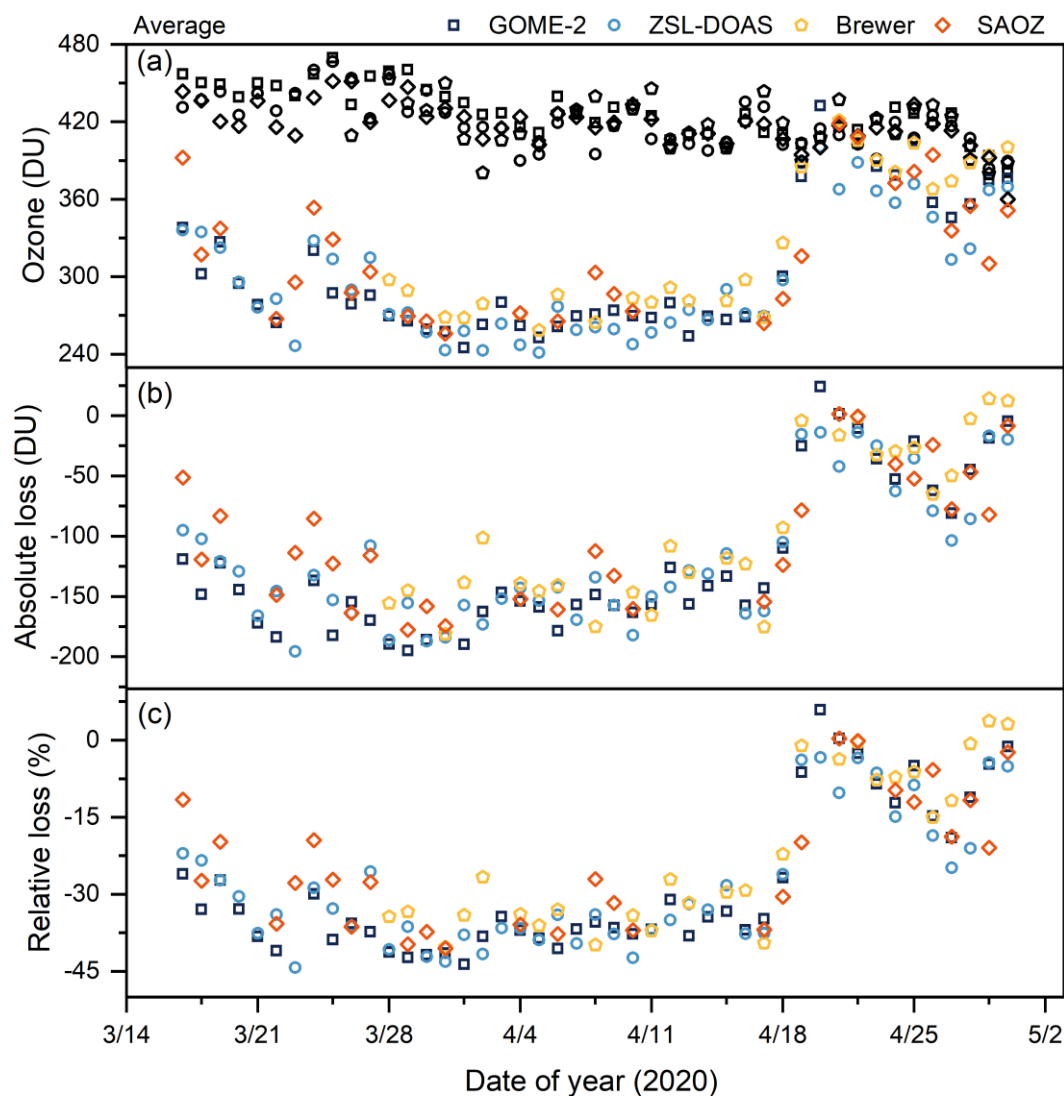 Average GOME-2 ZSL-DOAS Brewer SAOZ
(a)
480
420
360
300
240
Ozone (DU)
(b)
0
-50
-100
-150
-200
Absolute loss (DU)
(c)
0
-15
-30
-45
Relative loss (%)
3/14 3/21 3/28 4/4 4/11 4/18 4/25 5/2
Date of year (2020)